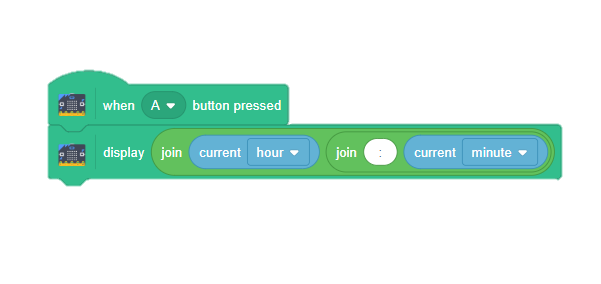 when A button pressed
display join current hour join : current minute